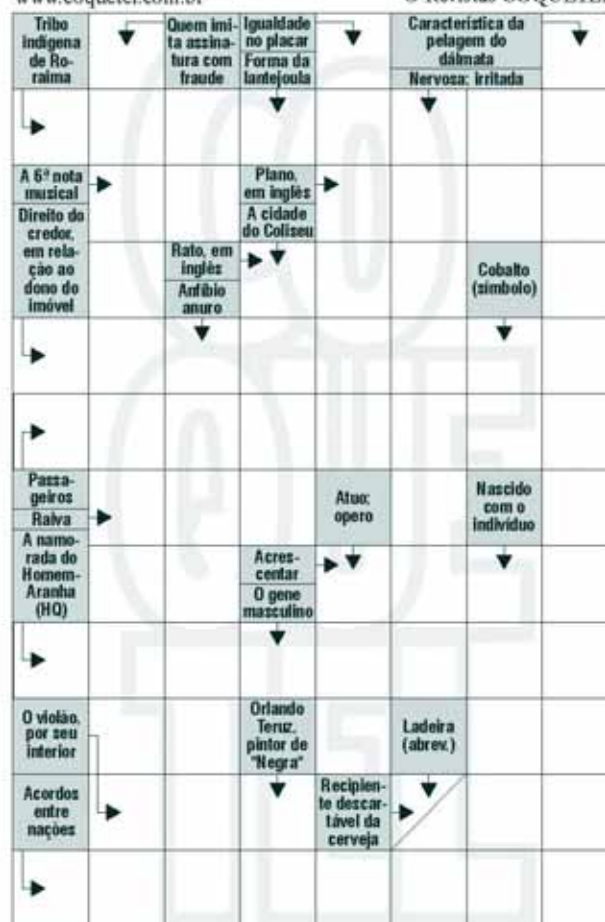 www.coquetel.com.br
© Revistas COQUETEL
Tribo
indígena
de Ro-
raima
Quem imi-
ta assina-
tura com
fraude
Igualdade
no placar
Forma da
lantejoula
Característica da
pelagem do
dálmata
Nervosa; irritada
A 6ª nota
musical
Direito do
credor,
em rela-
ção ao
dono do
imóvel
Plano,
em inglês
A cidade
do Coliseu
Rato, em
inglês
Anfíbio
anuro
Cobalto
(símbolo)
Passa-
geiros
Raiva
A namo-
rada do
Homem-
Aranha
(HQ)
Atuo;
opero
Nascido
com o
indivíduo
Acres-
centar
O gene
masculino
O violão,
por seu
interior
Acordos
entre
nações
Orlando
Teruz,
pintor de
"Negra"
Ladeira
(abrev.)
Recipien-
te descar-
tável da
cerveja